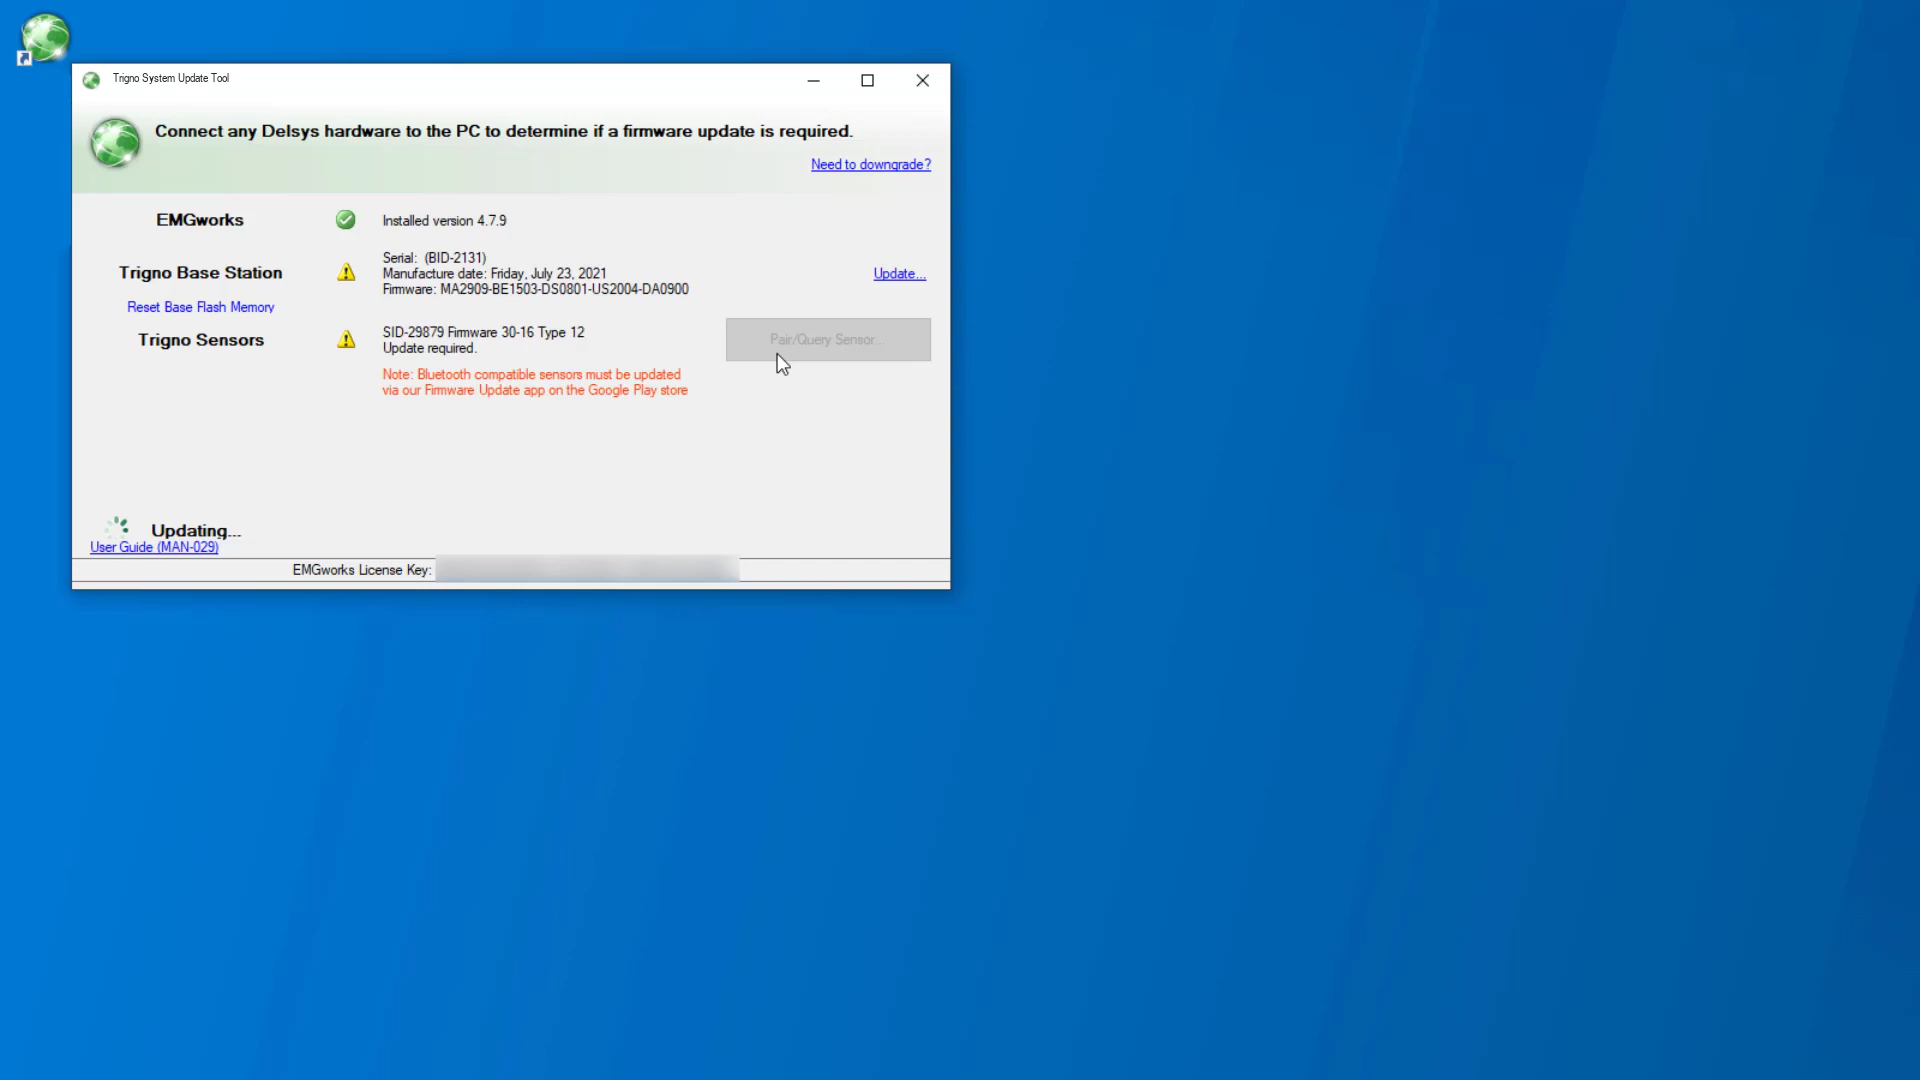 Trigno System Update Tool
Connect any Delsys hardware to the PC to determine if a firmware update is required.
Need to downgrade?
EMGworks
Installed version 4.7.9
Trigno Base Station
Serial:  (BID-2131)
Manufacture date: Friday, July 23, 2021
Firmware: MA2909-BE1503-DS0801-US2004-DA0900
Update...
Reset Base Flash Memory
Trigno Sensors
SID-29879 Firmware 30-16 Type 12
Update required.
Pair/Query Sensor...
Note: Bluetooth compatible sensors must be updated
via our Firmware Update app on the Google Play store
Updating...
User Guide (MAN-029)
EMGworks License Key: